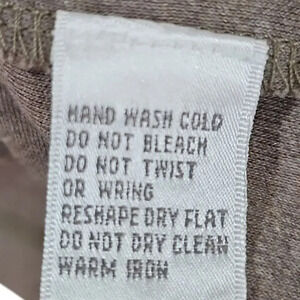 HAND WASH COLD
DO NOT BLEACH
DO NOT TWIST
OR WRING
RESHAPE DRY FLAT
DO NOT DRY CLEAN
WARM IRON